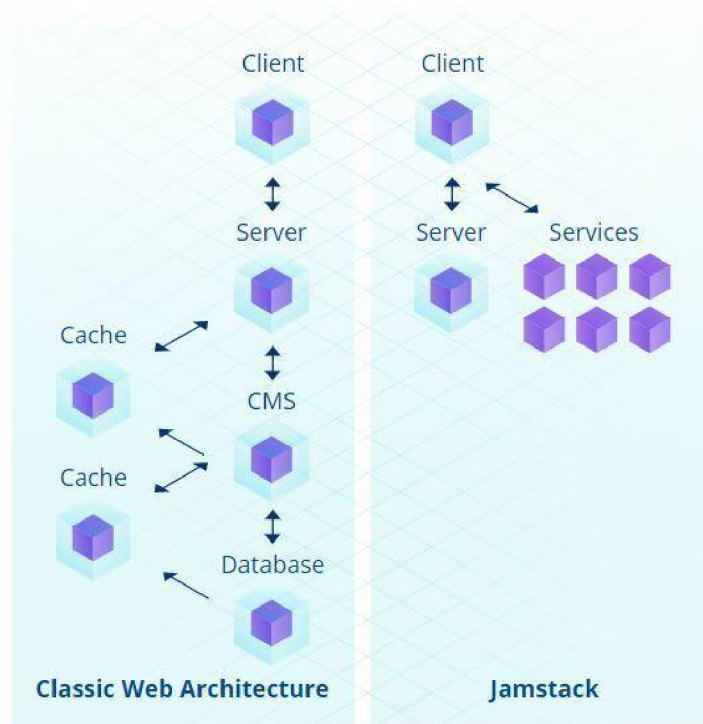 Client
Server
Cache
CMS
Cache
Database
Classic Web Architecture
Client
Server
Services
Jamstack